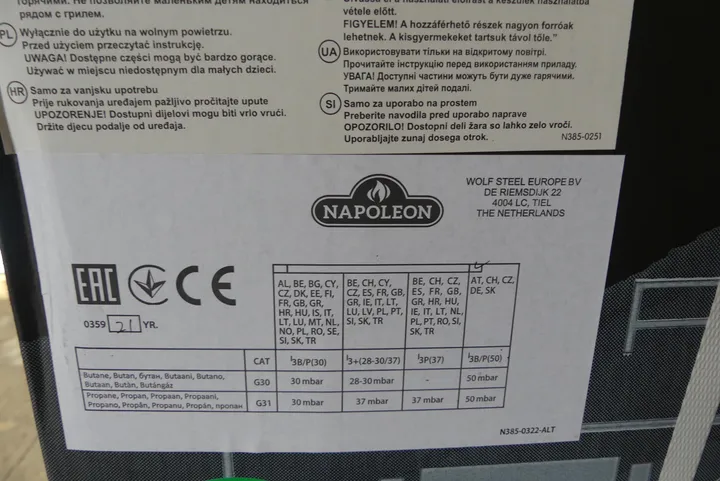 горячими. Не позволяйте маленьким детям находиться
рядом с грилем.
PL Wyłącznie do użytku na wolnym powietrzu.
Przed użyciem przeczytać instrukcję.
UWAGA! Dostępne części mogą być bardzo gorące.
Używać w miejscu niedostępnym dla małych dzieci.
HR Samo za vanjsku upotrebu
Prije rukovanja uređajem pažljivo pročitajte upute
UPOZORENJE! Dostupni dijelovi mogu biti vrlo vrući.
Držite djecu podalje od uređaja.
Olvassa el a használati előírást a készülék használatba
vétele előtt.
FIGYELEM! A hozzáférhető részek nagyon forróak
lehetnek. A kisgyermekeket tartsuk távol tőle."
UA Використовувати тільки на відкритому повітрі.
Прочитайте інструкцію перед використанням приладу.
УВАГА! Доступні частини можуть бути дуже гарячими.
Тримайте малих дітей подалі.
SI Samo za uporabo na prostem
Preberite navodila pred uporabo naprave
OPOZORILO! Dostopni deli žara so lahko zelo vroči.
Uporabljajte zunaj dosega otrok.
N385-0251
NAPOLEON
WOLF STEEL EUROPE BV
DE RIEMSDIJK 22
4004 LC, TIEL
THE NETHERLANDS
EAC CE
0359 21 YR.
AL, BE, BG, CY,
CZ, DK, EE, FI,
FR, GB, GR,
HR, HU, IS, IT,
LT, LU, MT, NL,
NO, PL, RO, SE,
SI, SK, TR
BE, CH, CY,
CZ, ES, FR, GB,
GR, IE, IT, LT,
LU, LV, PL, PT,
SI, SK, TR
BE, CH, CZ,
ES, FR, GB,
GR, HR, HU,
IE, IT, LT, NL,
PL, PT, RO, SI,
SK, TR
AT, CH, CZ,
DE, SK
CAT I3B/P(30) I3+(28-30/37) I3P(37) I3B/P(50)
Butane, Butan, бутан, Butaani, Butano,
Butaan, Butân, Butángáz
G30 30 mbar 28-30 mbar - 50 mbar
Propane, Propan, Propaan, Propaani,
Propano, Propân, Propanu, Propán, пропан
G31 30 mbar 37 mbar 37 mbar 50 mbar
N385-0322-ALT